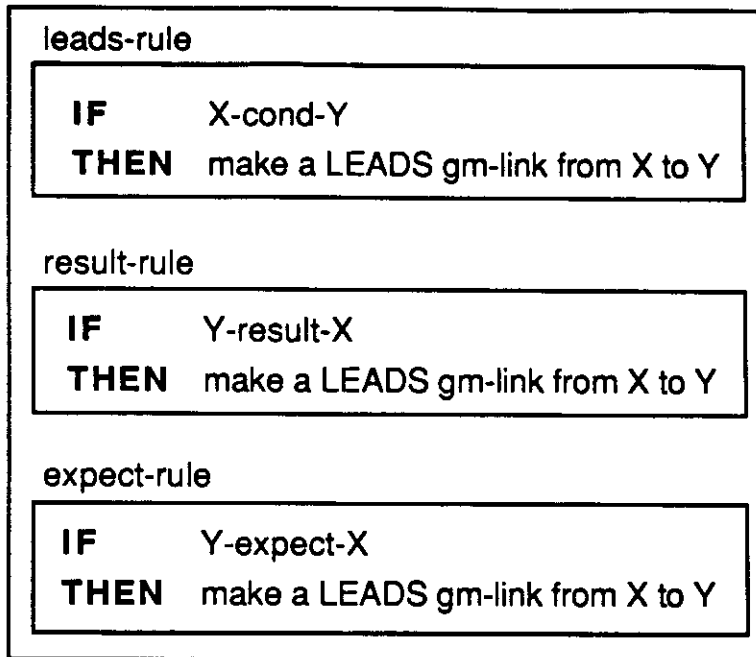 leads-rule
IF X-cond-Y
THEN make a LEADS gm-link from X to Y
result-rule
IF Y-result-X
THEN make a LEADS gm-link from X to Y
expect-rule
IF Y-expect-X
THEN make a LEADS gm-link from X to Y